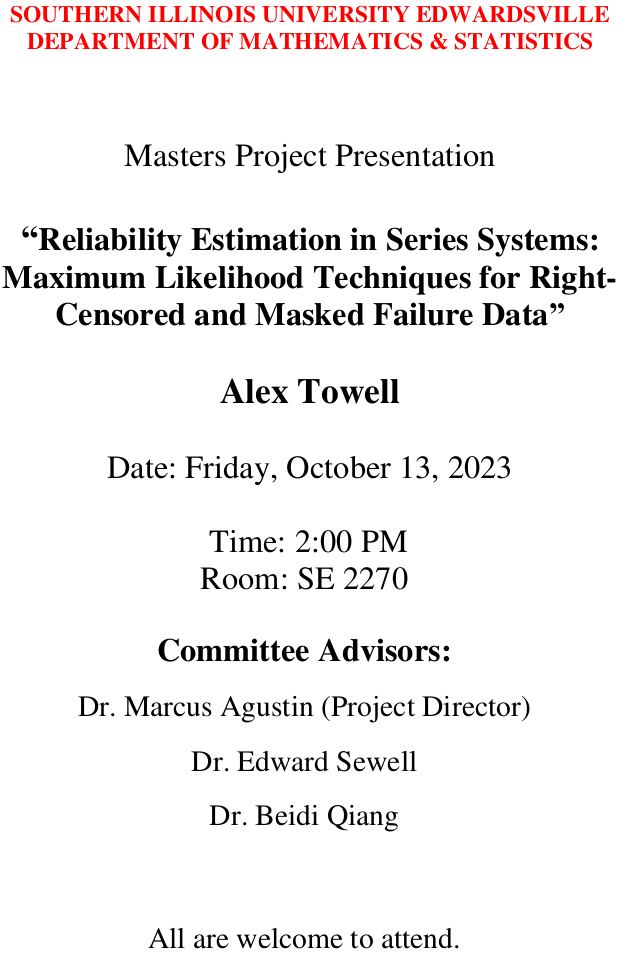 SOUTHERN ILLINOIS UNIVERSITY EDWARDSVILLE
DEPARTMENT OF MATHEMATICS & STATISTICS
Masters Project Presentation
“Reliability Estimation in Series Systems:
Maximum Likelihood Techniques for Right-
Censored and Masked Failure Data”
Alex Towell
Date: Friday, October 13, 2023
Time: 2:00 PM
Room: SE 2270
Committee Advisors:
Dr. Marcus Agustin (Project Director)
Dr. Edward Sewell
Dr. Beidi Qiang
All are welcome to attend.